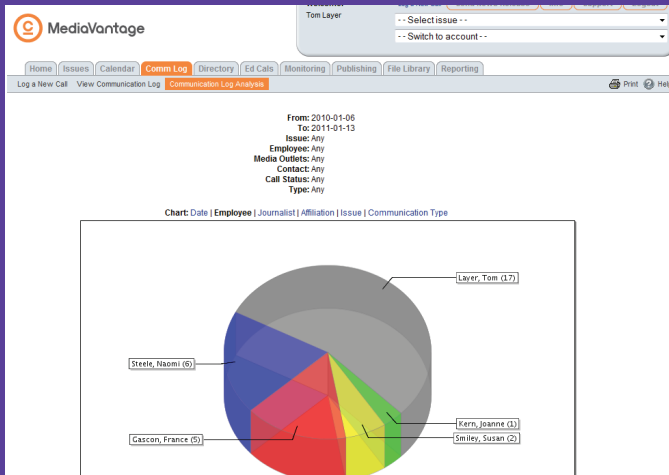 MediaVantage
Welcome:
Tom Layer
-- Select issue --
-- Switch to account --
Home Issues Calendar Comm Log Directory Ed Cals Monitoring Publishing File Library Reporting
Log a New Call View Communication Log Communication Log Analysis Print Help
From: 2010-01-06
To: 2011-01-13
Issue: Any
Employee: Any
Media Outlets: Any
Contact: Any
Call Status: Any
Type: Any
Chart: Date | Employee | Journalist | Affiliation | Issue | Communication Type
Layer, Tom (17)
Steele, Naomi (6)
Kern, Joanne (1)
Smiley, Susan (2)
Gascon, France (5)